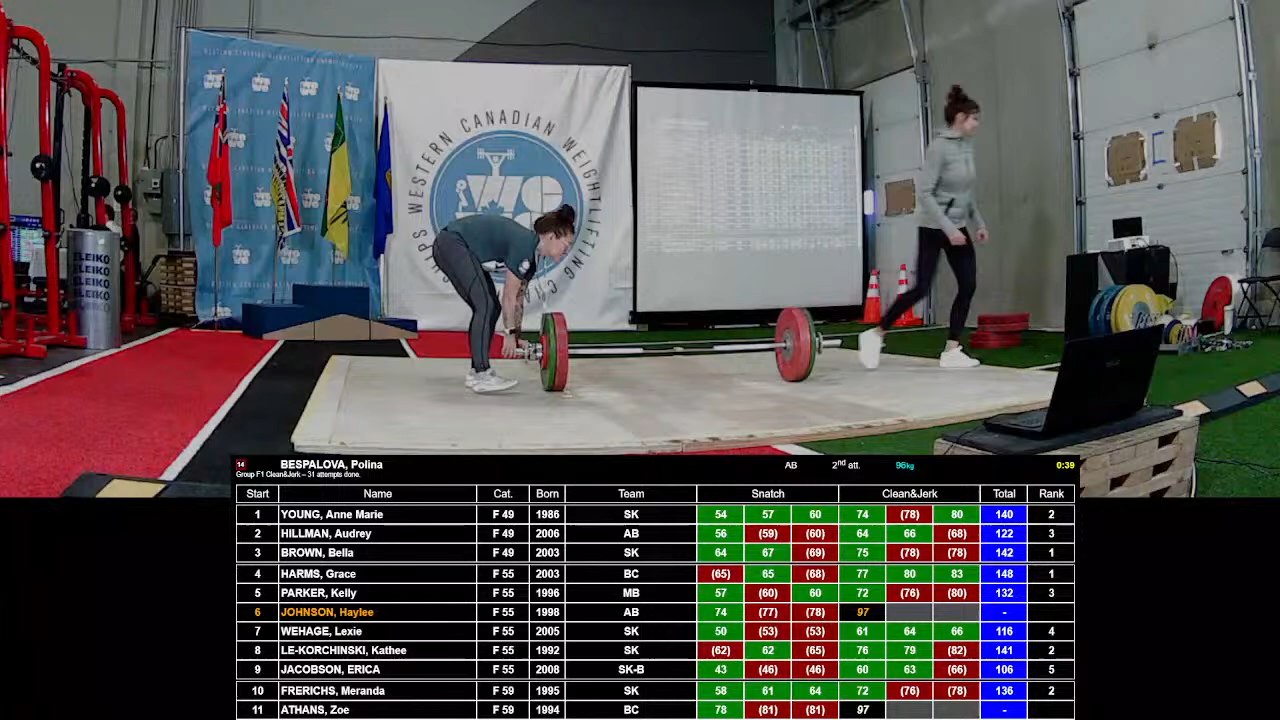 WESTERN CANADIAN WEIGHTLIFTING CHAMPIONSHIPS
WC
ELEIKO
ELEIKO
ELEIKO
ELEIKO
14 BESPALOVA, Polina AB 2nd att. 96kg 0:39
Group F1 Clean&Jerk – 31 attempts done.
Start Name Cat. Born Team Snatch Clean&Jerk Total Rank
1 YOUNG, Anne Marie F 49 1986 SK 54 57 60 74 (78) 80 140 2
2 HILLMAN, Audrey F 49 2006 AB 56 (59) (60) 64 66 (68) 122 3
3 BROWN, Bella F 49 2003 SK 64 67 (69) 75 (78) (78) 142 1
4 HARMS, Grace F 55 2003 BC (65) 65 (68) 77 80 83 148 1
5 PARKER, Kelly F 55 1996 MB 57 (60) 60 72 (76) (80) 132 3
6 JOHNSON, Haylee F 55 1998 AB 74 (77) (78) 97 -
7 WEHAGE, Lexie F 55 2005 SK 50 (53) (53) 61 64 66 116 4
8 LE-KORCHINSKI, Kathee F 55 1992 SK (62) 62 (65) 76 79 (82) 141 2
9 JACOBSON, ERICA F 55 2008 SK-B 43 (46) (46) 60 63 (66) 106 5
10 FRERICHS, Meranda F 59 1995 SK 58 61 64 72 (76) (78) 136 2
11 ATHANS, Zoe F 59 1994 BC 78 (81) (81) 97 -